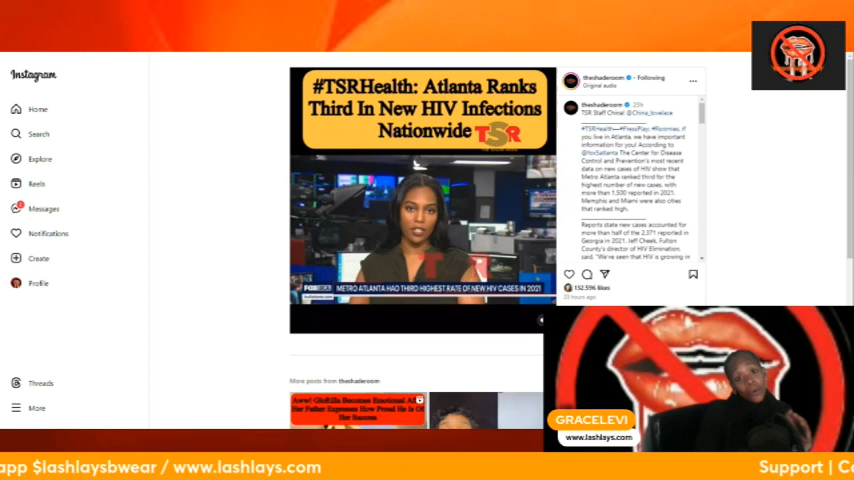 Instagram
Home
Search
Explore
Reels
Messages
Notifications
Create
Profile
Threads
More
#TSRHealth: Atlanta Ranks
Third In New HIV Infections
Nationwide TSR
METRO ATLANTA HAD THIRD HIGHEST RATE OF NEW HIV CASES IN 2021
theshaderoom • Following
Original audio
theshaderoom 23h
TSR Staff China! @China_lovelace
#TSRHealth—#PressPlay: #Roomies, if
you live in Atlanta, we have important
information for you! According to
@fox5atlanta The Center for Disease
Control and Prevention's most recent
data on new cases of HIV show that
Metro Atlanta ranked third for the
highest number of new cases, with
more than 1,500 reported in 2021.
Memphis and Miami were also cities
that ranked high.
Reports state new cases accounted for
more than half of the 2,371 reported in
Georgia in 2021. Jeff Cheek, Fulton
County's director of HIV Elimination,
said, "We've seen that HIV is growing in
152,596 likes
23 hours ago
More posts from theshaderoom
Her Father Expresses How Proud He Is Of
Her Success
GRACELEVI
www.lashlays.com
app $lashlaysbwear / www.lashlays.com
Support | Ca